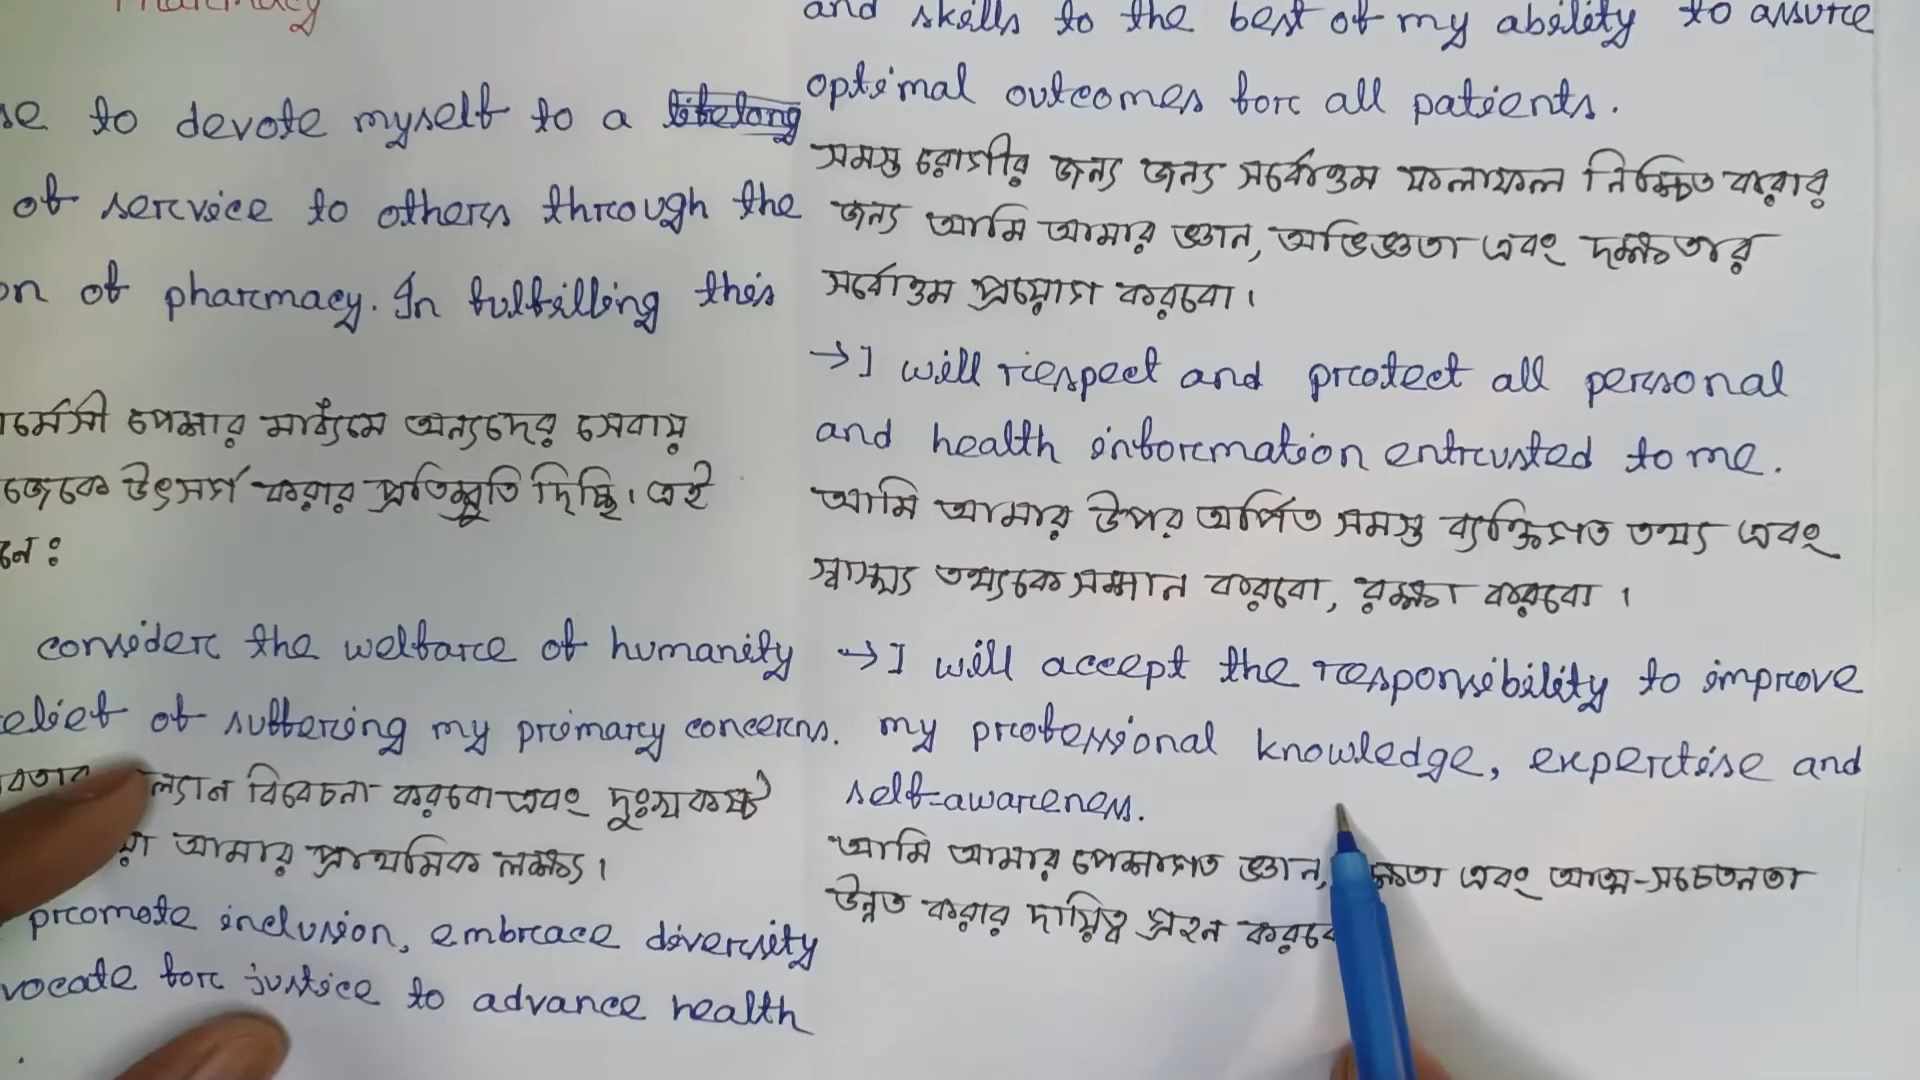 Pharmacy
se to devote myself to a lifelong
of service to others through the
on of pharmacy. In fulfilling this
র্মেসী পেশার মাধ্যমে অন্যদের সেবায়
জেকে উৎসর্গ করার প্রতিশ্রুতি দিচ্ছি। এই
নে:
consider the welfare of humanity
elief of suffering my primary concerns.
ল্যান বিবেচনা করবো এবং দুঃখকষ্ট
রা আমার প্রাথমিক লক্ষ্য।
promote inclusion, embrace diversity
vocate for justice to advance health
and skills to the best of my ability to assure
optimal outcomes for all patients.
সমস্ত রোগীর জন্য জন্য সর্বোত্তম ফলাফল নিশ্চিত করার
জন্য আমি আমার জ্ঞান, অভিজ্ঞতা এবং দক্ষতার
সর্বোত্তম প্রয়োগ করবো।
→ I will respect and protect all personal
and health information entrusted to me.
আমি আমার উপর অর্পিত সমস্ত ব্যক্তিগত তথ্য এবং
স্বাস্থ্য তথ্যকে সম্মান করবো, রক্ষা করবো।
→ I will accept the responsibility to improve
my professional knowledge, expertise and
self-awareness.
আমি আমার পেশাগত জ্ঞান, ক্ষতা এবং আত্ম-সচেতনতা
উন্নত করার দায়িত্ব গ্রহন করবে